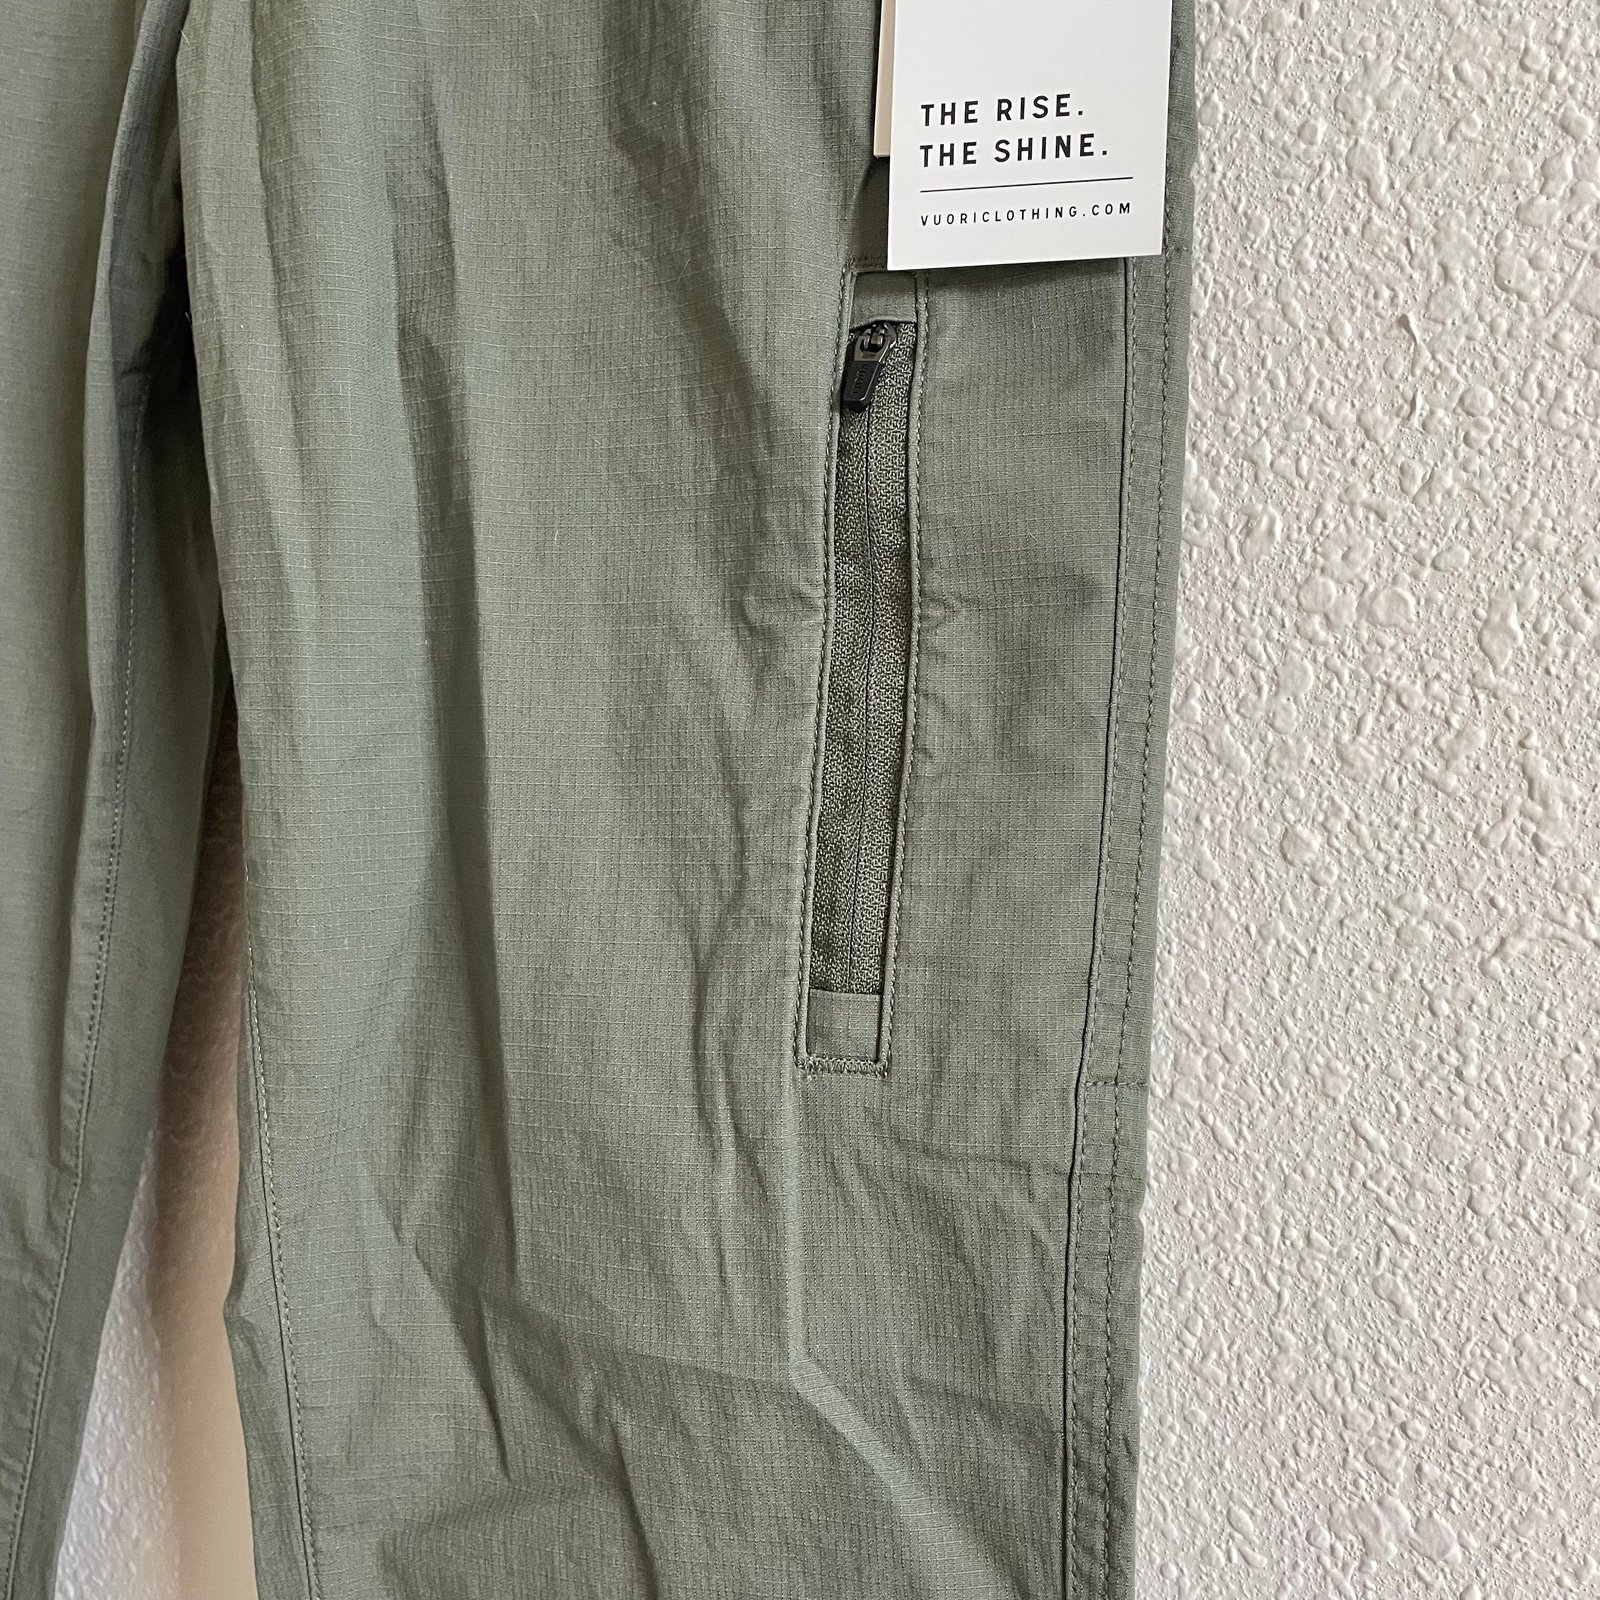 THE RISE.
THE SHINE.
VUORICLOTHING.COM